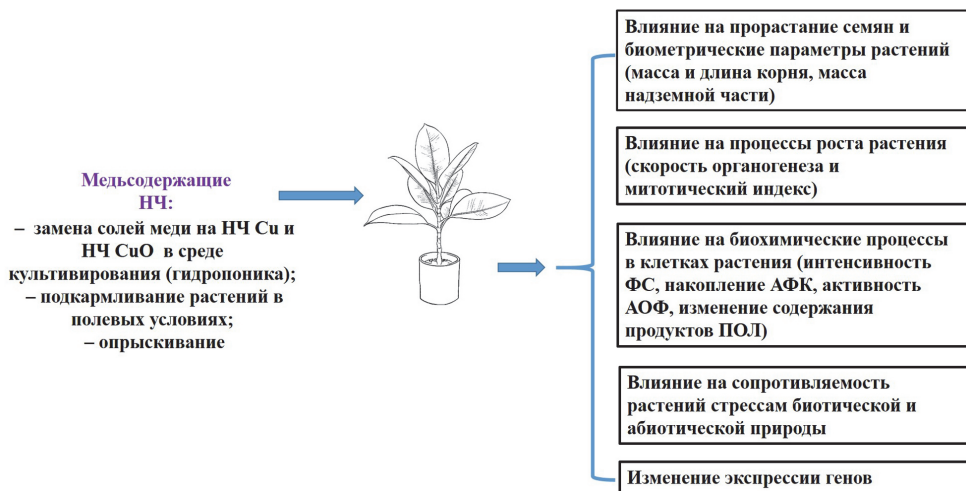 Медьсодержащие
НЧ:
– замена солей меди на НЧ Cu и
НЧ CuO в среде
культивирования (гидропоника);
– подкармливание растений в
полевых условиях;
– опрыскивание
Влияние на прорастание семян и
биометрические параметры растений
(масса и длина корня, масса
надземной части)
Влияние на процессы роста растения
(скорость органогенеза и
митотический индекс)
Влияние на биохимические процессы
в клетках растения (интенсивность
ФС, накопление АФК, активность
АОФ, изменение содержания
продуктов ПОЛ)
Влияние на сопротивляемость
растений стрессам биотической и
абиотической природы
Изменение экспрессии генов